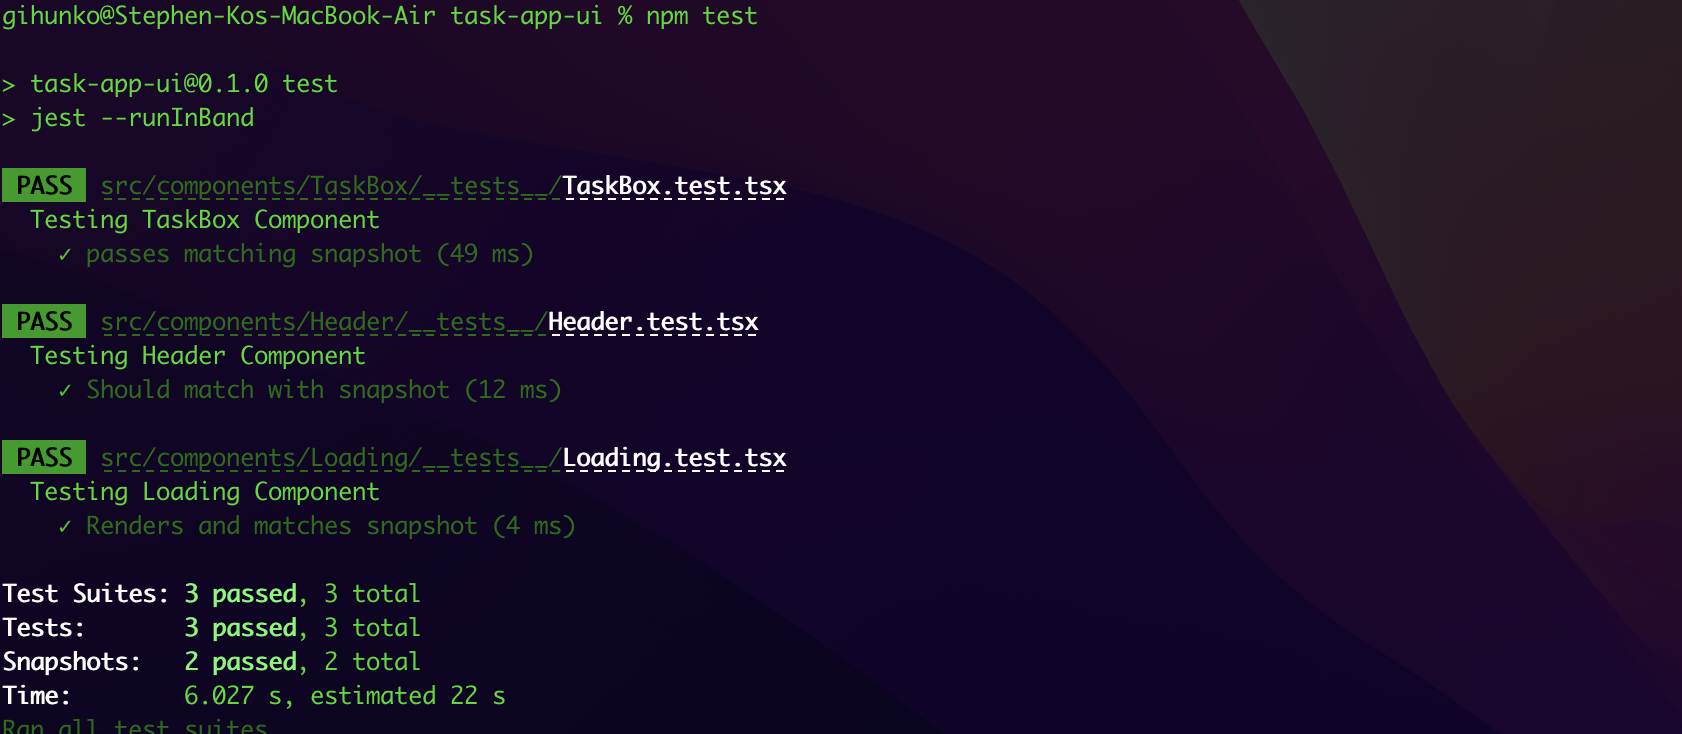 gihunko@Stephen-Kos-MacBook-Air task-app-ui % npm test
> task-app-ui@0.1.0 test
> jest --runInBand
PASS src/components/TaskBox/__tests__/TaskBox.test.tsx
Testing TaskBox Component
✓ passes matching snapshot (49 ms)
PASS src/components/Header/__tests__/Header.test.tsx
Testing Header Component
✓ Should match with snapshot (12 ms)
PASS src/components/Loading/__tests__/Loading.test.tsx
Testing Loading Component
✓ Renders and matches snapshot (4 ms)
Test Suites: 3 passed, 3 total
Tests: 3 passed, 3 total
Snapshots: 2 passed, 2 total
Time: 6.027 s, estimated 22 s
Ran all test suites